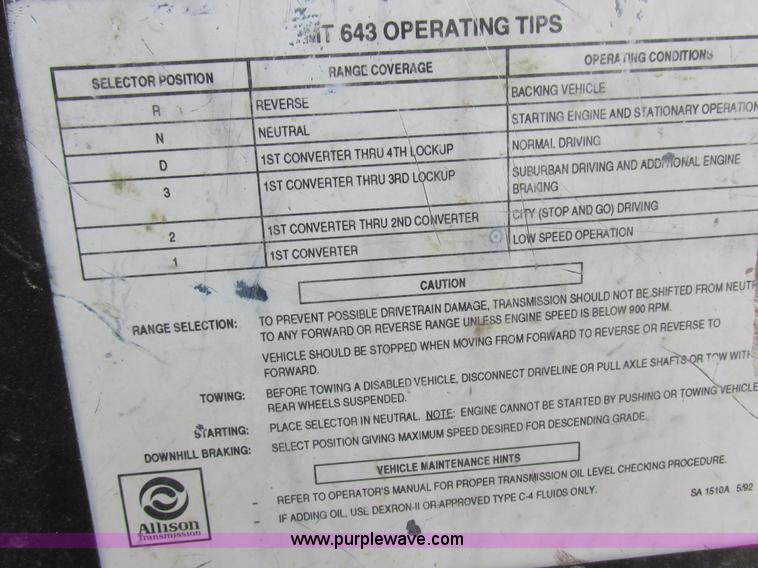 MT 643 OPERATING TIPS
SELECTOR POSITION RANGE COVERAGE OPERATING CONDITIONS
R REVERSE BACKING VEHICLE
N NEUTRAL STARTING ENGINE AND STATIONARY OPERATION
D 1ST CONVERTER THRU 4TH LOCKUP NORMAL DRIVING
3 1ST CONVERTER THRU 3RD LOCKUP SUBURBAN DRIVING AND ADDITIONAL ENGINE
BRAKING
2 1ST CONVERTER THRU 2ND CONVERTER CITY (STOP AND GO) DRIVING
1 1ST CONVERTER LOW SPEED OPERATION
CAUTION
RANGE SELECTION: TO PREVENT POSSIBLE DRIVETRAIN DAMAGE, TRANSMISSION SHOULD NOT BE SHIFTED FROM NEUTR
TO ANY FORWARD OR REVERSE RANGE UNLESS ENGINE SPEED IS BELOW 900 RPM.
VEHICLE SHOULD BE STOPPED WHEN MOVING FROM FORWARD TO REVERSE OR REVERSE TO
FORWARD.
TOWING: BEFORE TOWING A DISABLED VEHICLE, DISCONNECT DRIVELINE OR PULL AXLE SHAFTS OR TOW WITH
REAR WHEELS SUSPENDED.
STARTING: PLACE SELECTOR IN NEUTRAL. NOTE: ENGINE CANNOT BE STARTED BY PUSHING OR TOWING VEHICLE
DOWNHILL BRAKING: SELECT POSITION GIVING MAXIMUM SPEED DESIRED FOR DESCENDING GRADE.
VEHICLE MAINTENANCE HINTS
- REFER TO OPERATOR'S MANUAL FOR PROPER TRANSMISSION OIL LEVEL CHECKING PROCEDURE.
- IF ADDING OIL, USE DEXRON-II OR APPROVED TYPE C-4 FLUIDS ONLY.
SA 1510A 5/92
Allison
Transmission
www.purplewave.com